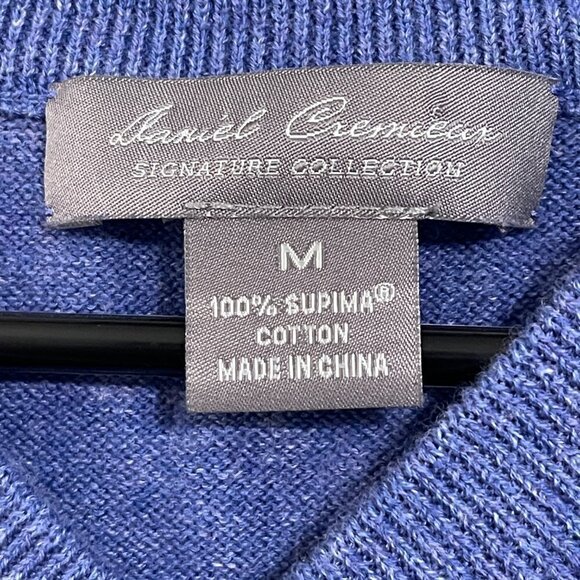 Daniel Cremieux
SIGNATURE COLLECTION
M
100% SUPIMA®
COTTON
MADE IN CHINA